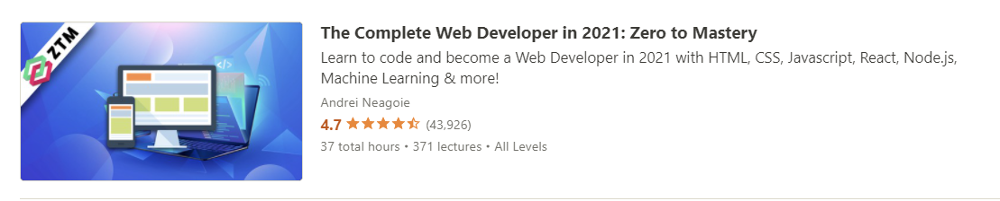 ZTM
The Complete Web Developer in 2021: Zero to Mastery
Learn to code and become a Web Developer in 2021 with HTML, CSS, Javascript, React, Node.js,
Machine Learning & more!
Andrei Neagoie
4.7 (43,926)
37 total hours • 371 lectures • All Levels